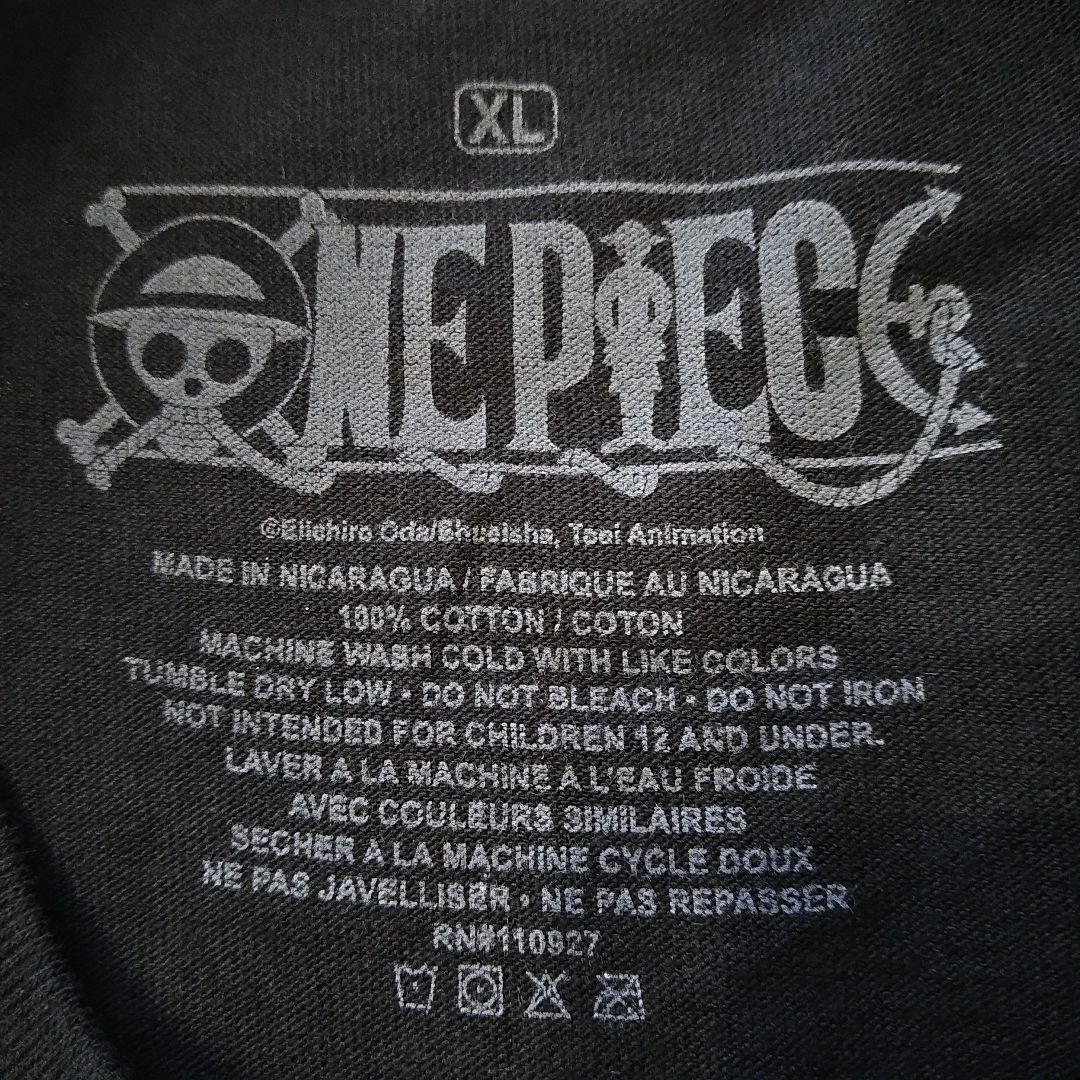 XL
ONE PIECE
©Eiichiro Oda/Shueisha, Toei Animation
MADE IN NICARAGUA / FABRIQUE AU NICARAGUA
100% COTTON / COTON
MACHINE WASH COLD WITH LIKE COLORS
TUMBLE DRY LOW • DO NOT BLEACH • DO NOT IRON
NOT INTENDED FOR CHILDREN 12 AND UNDER.
LAVER A LA MACHINE A L'EAU FROIDE
AVEC COULEURS SIMILAIRES
SECHER A LA MACHINE CYCLE DOUX
NE PAS JAVELLISER • NE PAS REPASSER
RN#110927